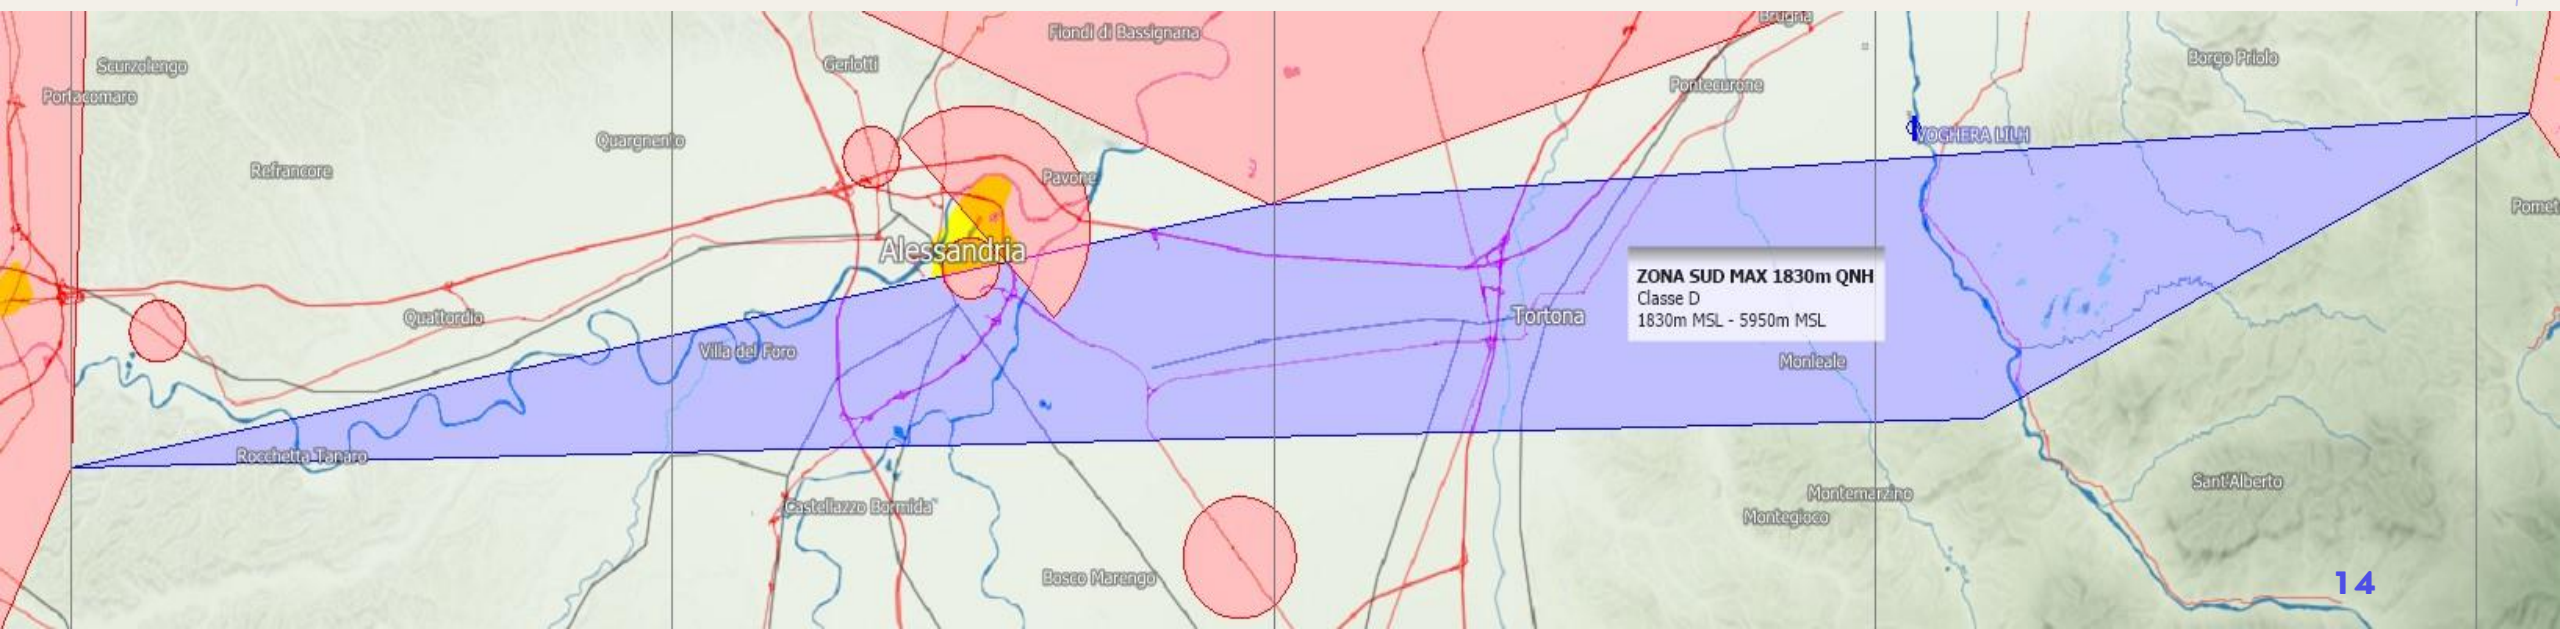 Brugna
Fiondi di Bassignana
Borgo Priolo
Scurzolengo
Gerlotti
Portacomaro
Pontecurone
VOGHERA LILH
Quargnento
Refrancore
Pavone
Pomet
Alessandria
ZONA SUD MAX 1830m QNH
Classe D
1830m MSL - 5950m MSL
Quattordio
Tortona
Villa del Foro
Monleale
Rocchetta Tanaro
Sant'Alberto
Montemarzino
Castellazzo Bormida
Montegioco
Bosco Marengo
14